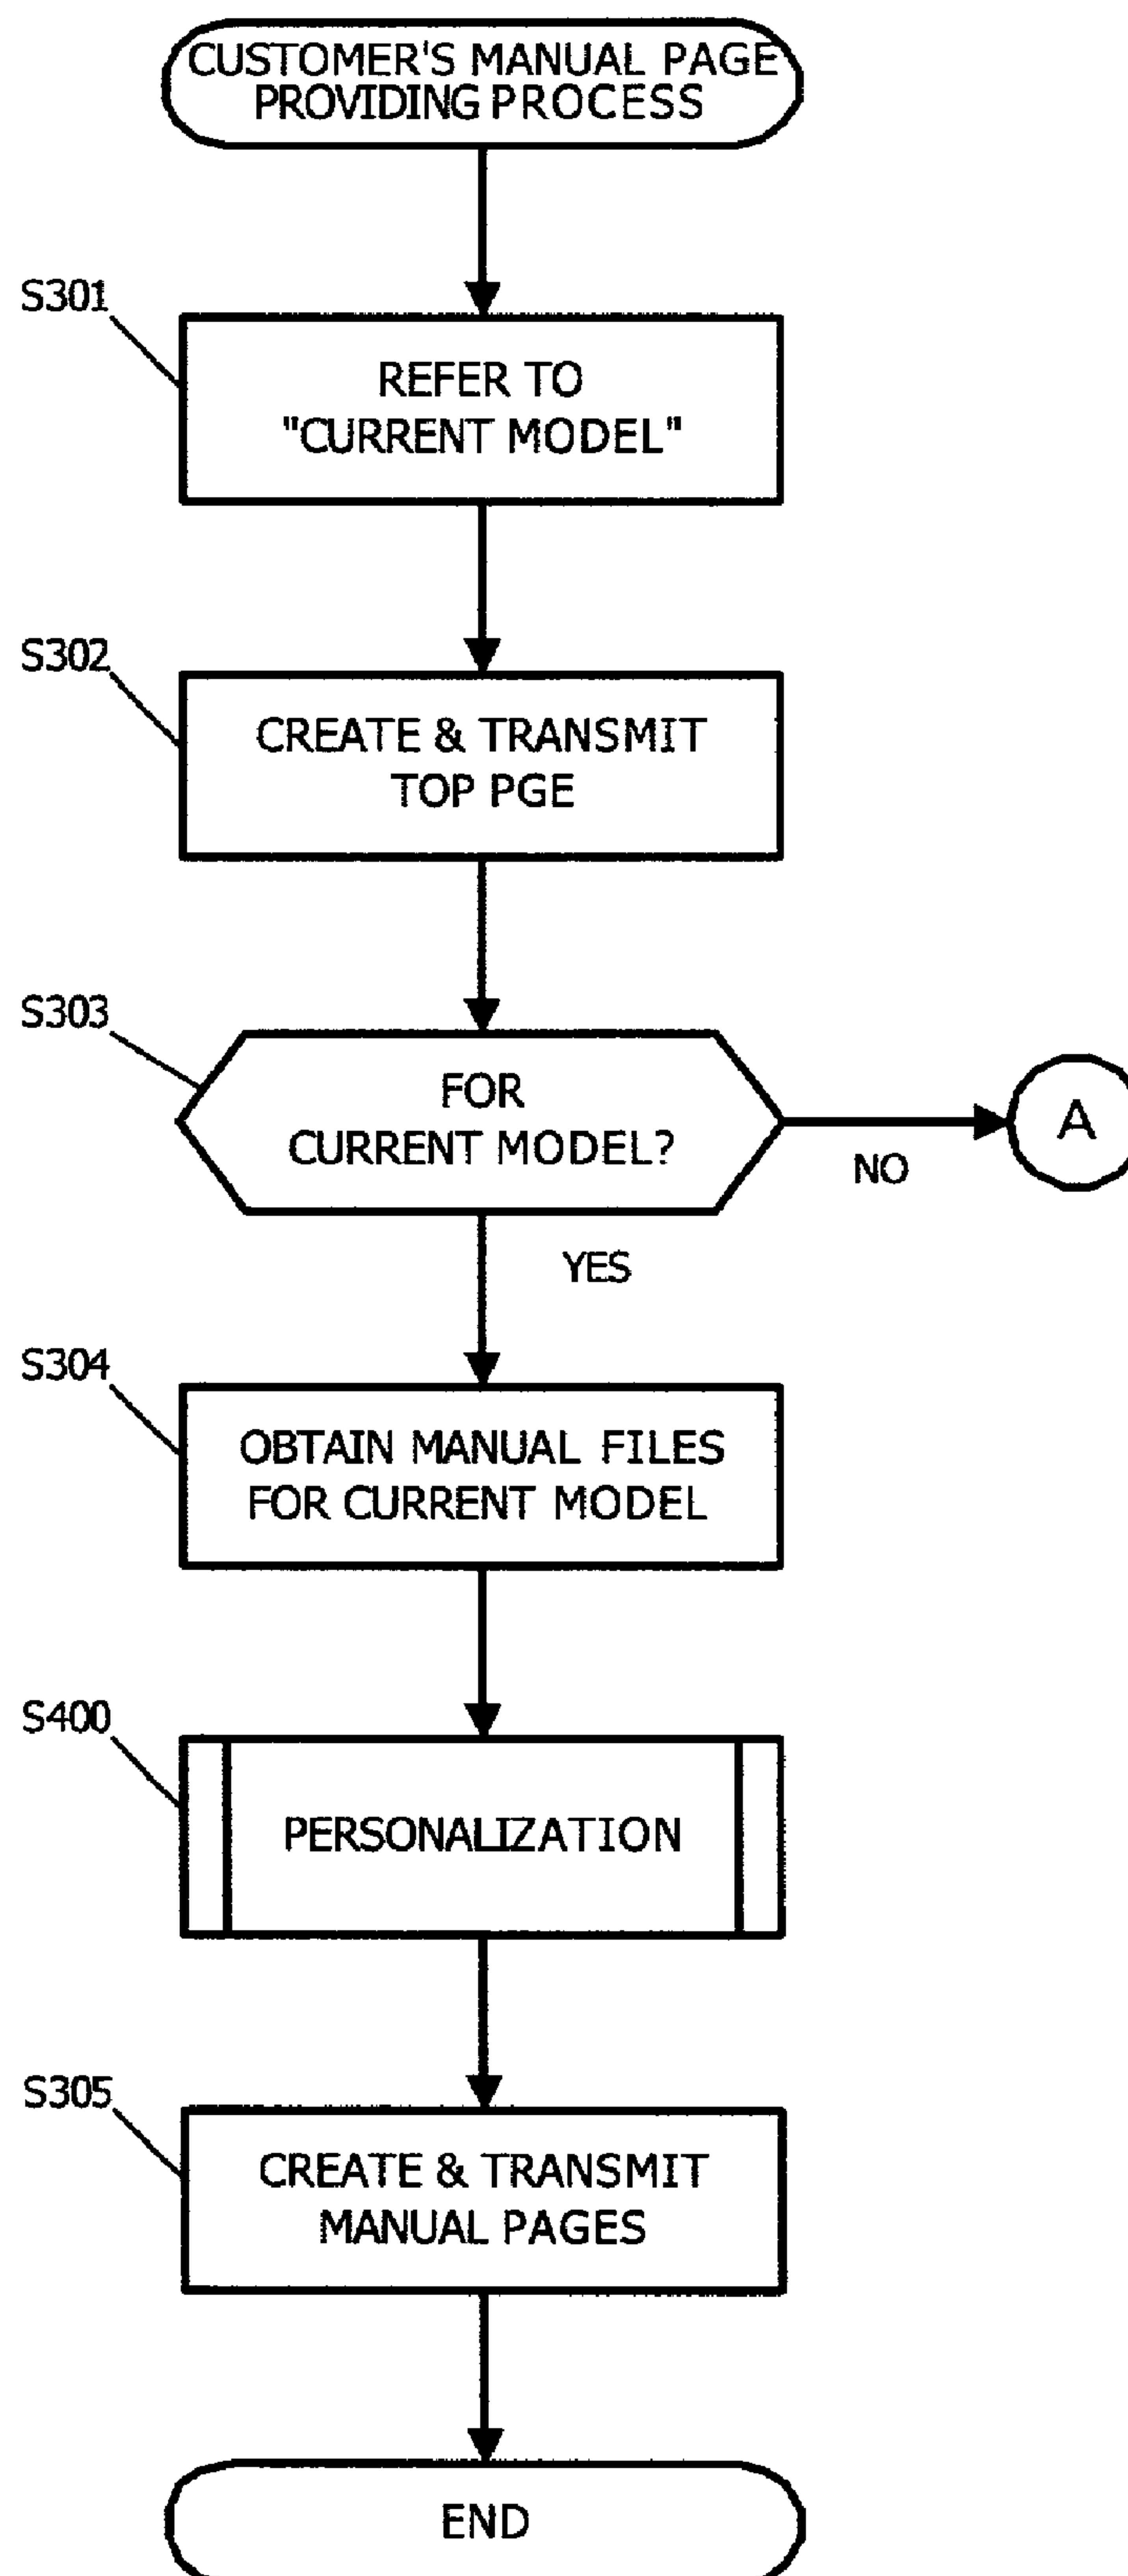 CUSTOMER'S MANUAL PAGE
PROVIDING PROCESS
S301
REFER TO
"CURRENT MODEL"
S302
CREATE & TRANSMIT
TOP PGE
S303
FOR
CURRENT MODEL?
A
NO
YES
S304
OBTAIN MANUAL FILES
FOR CURRENT MODEL
S400
PERSONALIZATION
S305
CREATE & TRANSMIT
MANUAL PAGES
END